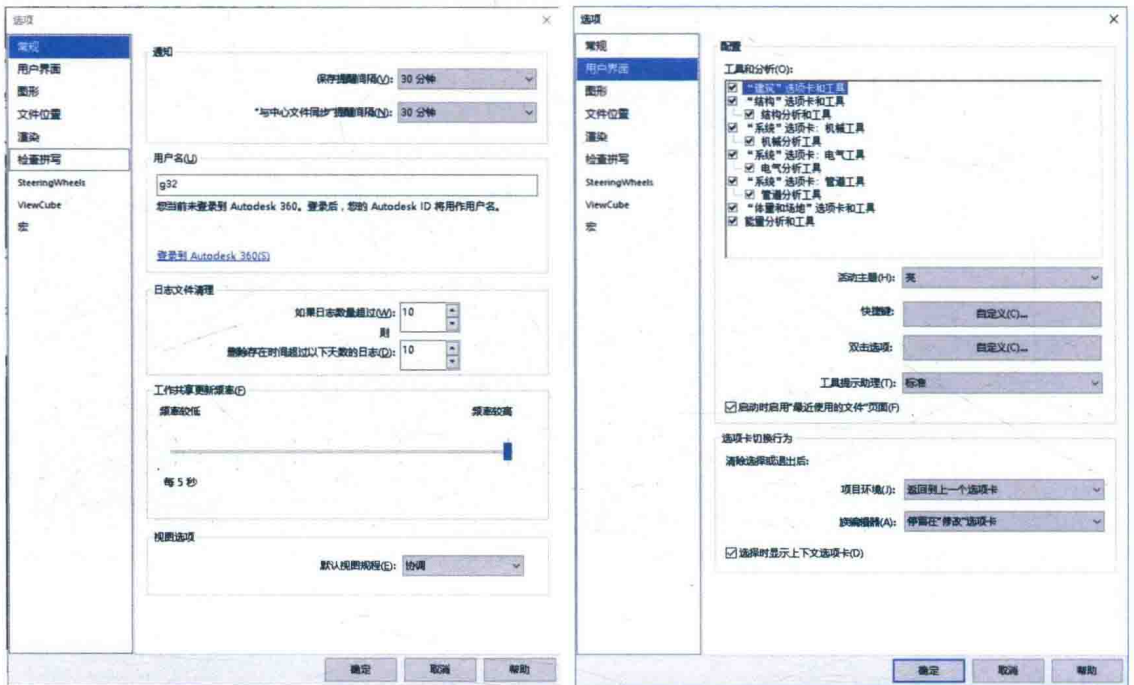 选项
常规
用户界面
图形
文件位置
渲染
检查拼写
SteeringWheels
ViewCube
宏
通知
保存提醒间隔(V): 30 分钟
"与中心文件同步"提醒间隔(N): 30 分钟
用户名(U)
g32
您当前未登录到 Autodesk 360。登录后，您的 Autodesk ID 将用作用户名。
登录到 Autodesk 360(S)
日志文件清理
如果日志数量超过(W): 10
则
删除存在时间超过以下天数的日志(D): 10
工作共享更新频率(F)
频率较低 频率较高
每 5 秒
视图选项
默认视图规程(E): 协调
确定 取消 帮助
选项
常规
用户界面
图形
文件位置
渲染
检查拼写
SteeringWheels
ViewCube
宏
配置
工具和分析(O):
"建筑"选项卡和工具
"结构"选项卡和工具
结构分析和工具
"系统"选项卡: 机械工具
机械分析工具
"系统"选项卡: 电气工具
电气分析工具
"系统"选项卡: 管道工具
管道分析工具
"体量和场地"选项卡和工具
能量分析和工具
活动主题(H): 亮
快捷键: 自定义(C)...
双击选项: 自定义(C)...
工具提示助理(T): 标准
启动时启用"最近使用的文件"页面(F)
选项卡切换行为
清除选择或退出后:
项目环境(J): 返回到上一个选项卡
族编辑器(A): 停留在"修改"选项卡
选择时显示上下文选项卡(D)
确定 取消 帮助